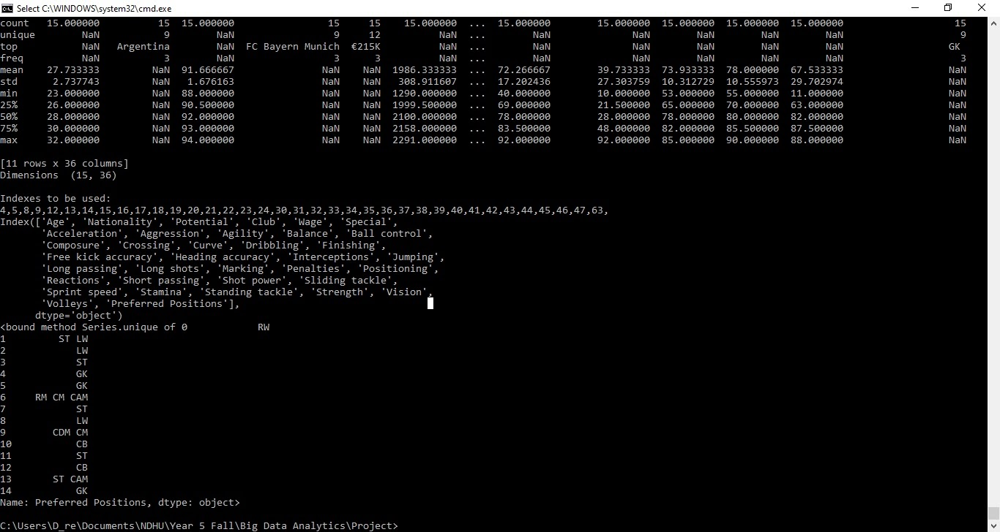 Select C:\WINDOWS\system32\cmd.exe
count 15.000000 15 15.000000 15 15 15.000000 ... 15.000000 15.000000 15.000000 15.000000 15.000000 15
unique NaN 9 NaN 9 12 NaN ... NaN NaN NaN NaN NaN 9
top NaN Argentina NaN FC Bayern Munich €215K NaN ... NaN NaN NaN NaN NaN GK
freq NaN 3 NaN 3 3 NaN ... NaN NaN NaN NaN NaN 3
mean 27.733333 NaN 91.666667 NaN NaN 1986.333333 ... 72.266667 39.733333 73.933333 78.000000 67.533333 NaN
std 2.737743 NaN 1.676163 NaN NaN 308.911607 ... 17.202436 27.303759 10.312729 10.555973 29.702974 NaN
min 23.000000 NaN 88.000000 NaN NaN 1290.000000 ... 40.000000 10.000000 53.000000 55.000000 11.000000 NaN
25% 26.000000 NaN 90.500000 NaN NaN 1999.500000 ... 69.000000 21.500000 65.000000 70.000000 63.000000 NaN
50% 28.000000 NaN 92.000000 NaN NaN 2100.000000 ... 78.000000 28.000000 78.000000 80.000000 82.000000 NaN
75% 30.000000 NaN 93.000000 NaN NaN 2158.000000 ... 83.500000 48.000000 82.000000 85.500000 87.500000 NaN
max 32.000000 NaN 94.000000 NaN NaN 2291.000000 ... 92.000000 92.000000 85.000000 90.000000 88.000000 NaN
[11 rows x 36 columns]
Dimensions (15, 36)
Indexes to be used:
4,5,8,9,12,13,14,15,16,17,18,19,20,21,22,23,24,30,31,32,33,34,35,36,37,38,39,40,41,42,43,44,45,46,47,63,
Index(['Age', 'Nationality', 'Potential', 'Club', 'Wage', 'Special',
'Acceleration', 'Aggression', 'Agility', 'Balance', 'Ball control',
'Composure', 'Crossing', 'Curve', 'Dribbling', 'Finishing',
'Free kick accuracy', 'Heading accuracy', 'Interceptions', 'Jumping',
'Long passing', 'Long shots', 'Marking', 'Penalties', 'Positioning',
'Reactions', 'Short passing', 'Shot power', 'Sliding tackle',
'Sprint speed', 'Stamina', 'Standing tackle', 'Strength', 'Vision',
'Volleys', 'Preferred Positions'],
dtype='object')
<bound method Series.unique of 0 RW
1 ST LW
2 LW
3 ST
4 GK
5 GK
6 RM CM CAM
7 ST
8 LW
9 CDM CM
10 CB
11 ST
12 CB
13 ST CAM
14 GK
Name: Preferred Positions, dtype: object>
C:\Users\D_re\Documents\NDHU\Year 5 Fall\Big Data Analytics\Project>